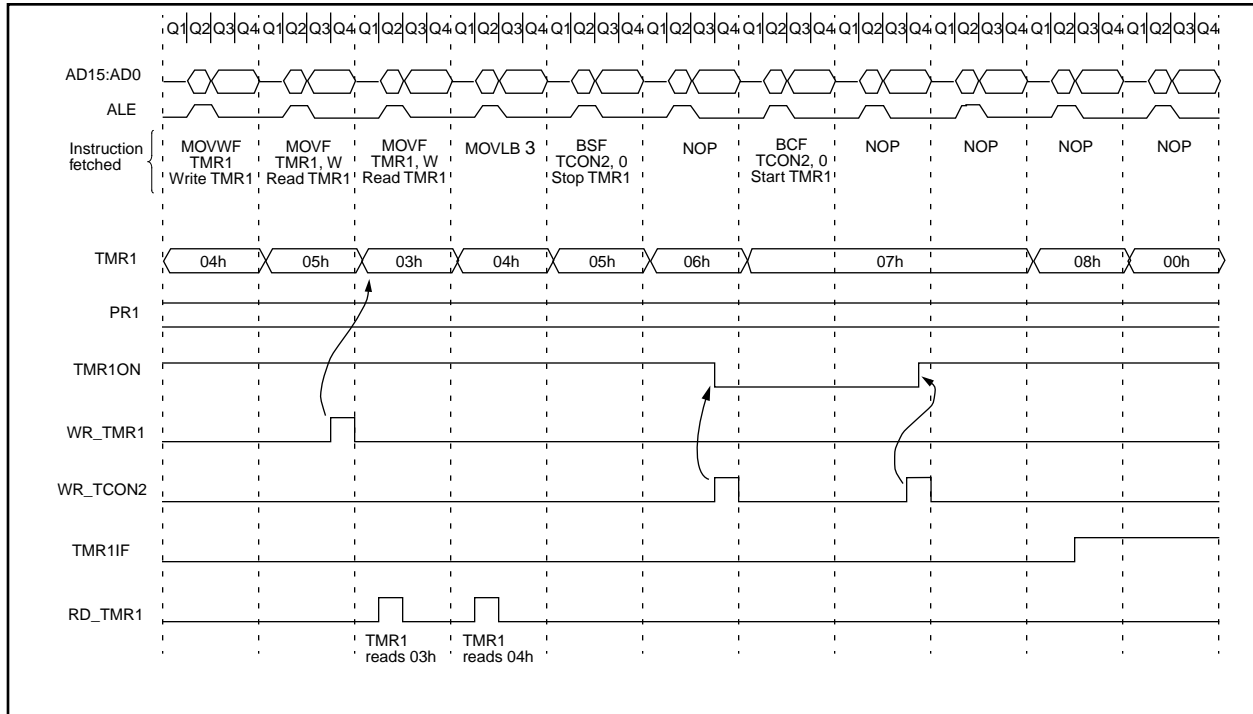 Q1 Q2 Q3 Q4 Q1 Q2 Q3 Q4 Q1 Q2 Q3 Q4 Q1 Q2 Q3 Q4 Q1 Q2 Q3 Q4 Q1 Q2 Q3 Q4 Q1 Q2 Q3 Q4 Q1 Q2 Q3 Q4 Q1 Q2 Q3 Q4 Q1 Q2 Q3 Q4 Q1 Q2 Q3 Q4
AD15:AD0
ALE
Instruction
fetched
MOVWF
TMR1
Write TMR1
MOVF
TMR1, W
Read TMR1
MOVF
TMR1, W
Read TMR1
MOVLB 3
BSF
TCON2, 0
Stop TMR1
NOP
BCF
TCON2, 0
Start TMR1
NOP
NOP
NOP
NOP
TMR1 04h 05h 03h 04h 05h 06h 07h 08h 00h
PR1
TMR1ON
WR_TMR1
WR_TCON2
TMR1IF
RD_TMR1
TMR1
reads 03h
TMR1
reads 04h